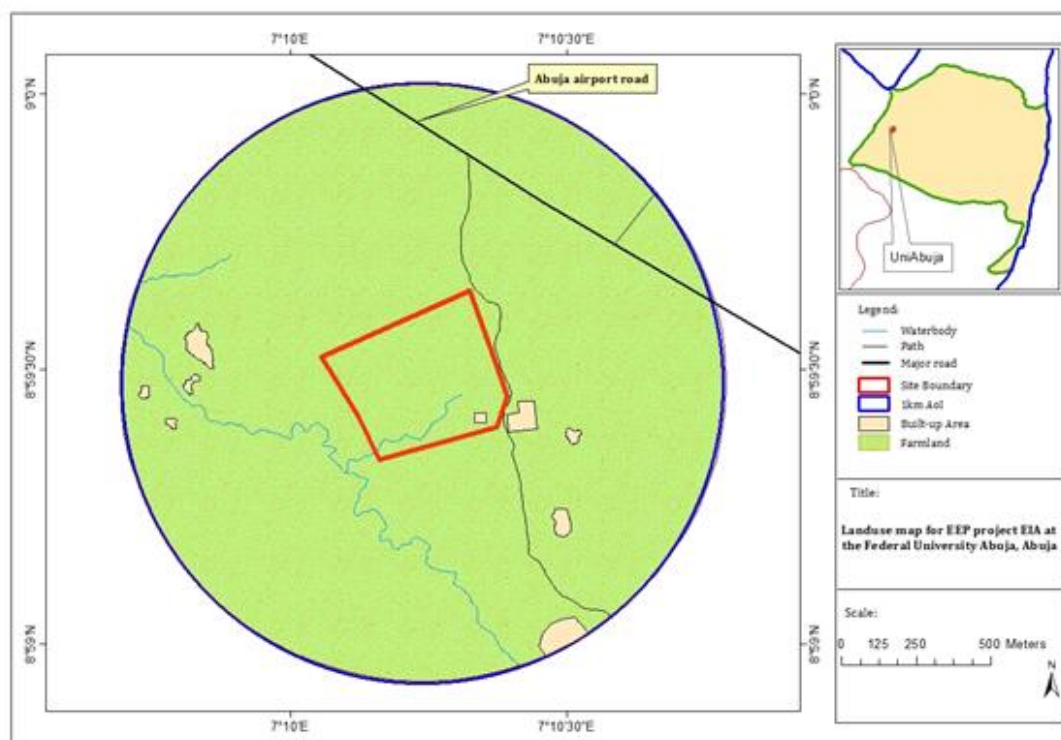 7°10'E
7°10'30"E
Abuja airport road
9°0'N
9°0'N
8°59'30"N
8°59'30"N
8°59'N
8°59'N
7°10'E
7°10'30"E
UniAbuja
Legend:
Waterbody
Path
Major road
Site Boundary
1km AoI
Built-up Area
Farmland
Title:
Landuse map for EEP project EIA at
the Federal University Abuja, Abuja
Scale:
0 125 250 500 Meters
N